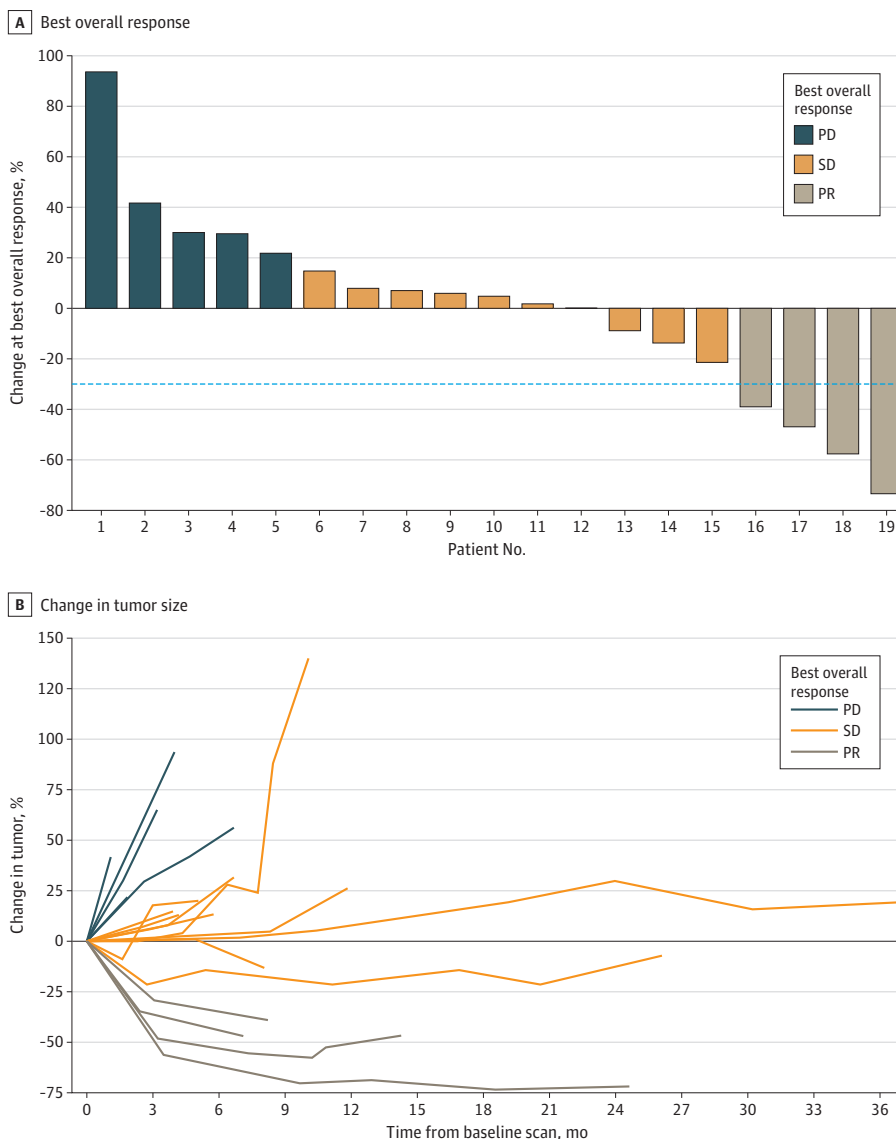 A Best overall response
100
80
60
40
20
0
-20
-40
-60
-80
Change at best overall response, %
Best overall
response
PD
SD
PR
1 2 3 4 5 6 7 8 9 10 11 12 13 14 15 16 17 18 19
Patient No.
B Change in tumor size
150
120
100
75
50
25
0
-25
-50
-75
Change in tumor, %
Best overall
response
PD
SD
PR
0 3 6 9 12 15 18 21 24 27 30 33 36
Time from baseline scan, mo